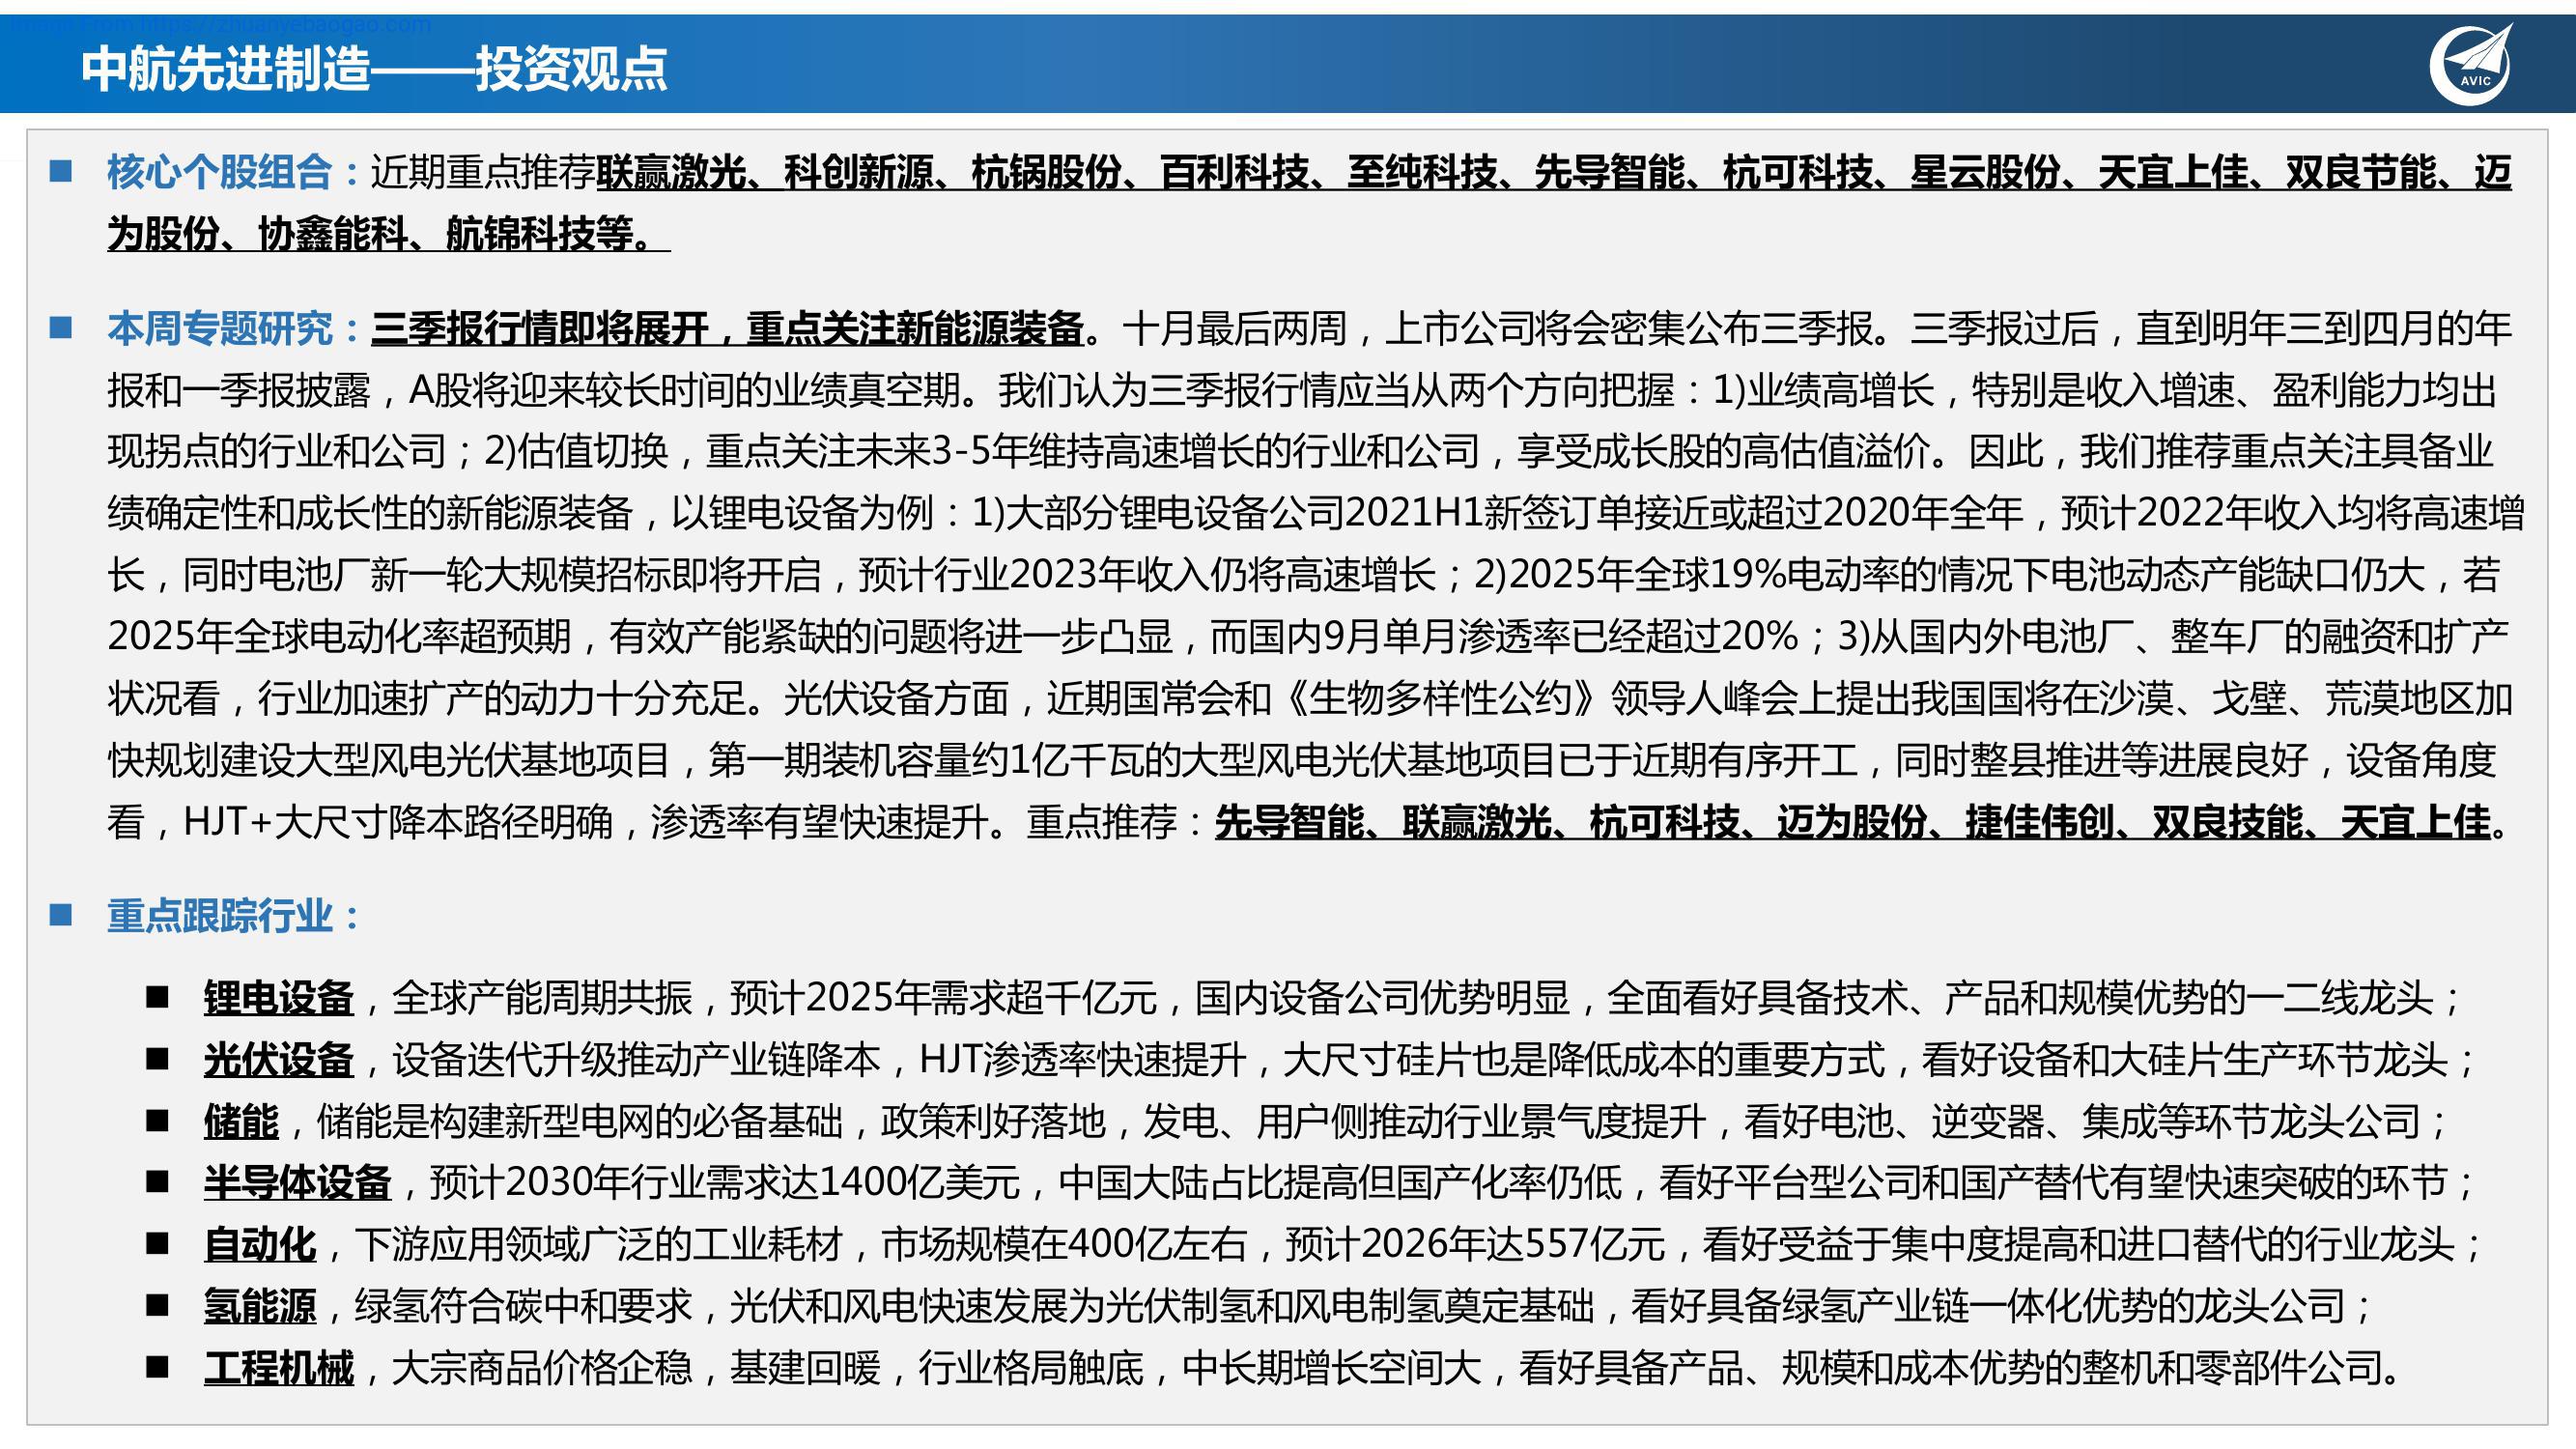 Image From https://zhuanyebaogao.com
中航先进制造——投资观点
AVIC
■ 核心个股组合：近期重点推荐联赢激光、科创新源、杭锅股份、百利科技、至纯科技、先导智能、杭可科技、星云股份、天宜上佳、双良节能、迈
为股份、协鑫能科、航锦科技等。
■ 本周专题研究：三季报行情即将展开，重点关注新能源装备。十月最后两周，上市公司将会密集公布三季报。三季报过后，直到明年三到四月的年
报和一季报披露，A股将迎来较长时间的业绩真空期。我们认为三季报行情应当从两个方向把握：1)业绩高增长，特别是收入增速、盈利能力均出
现拐点的行业和公司；2)估值切换，重点关注未来3-5年维持高速增长的行业和公司，享受成长股的高估值溢价。因此，我们推荐重点关注具备业
绩确定性和成长性的新能源装备，以锂电设备为例：1)大部分锂电设备公司2021H1新签订单接近或超过2020年全年，预计2022年收入均将高速增
长，同时电池厂新一轮大规模招标即将开启，预计行业2023年收入仍将高速增长；2)2025年全球19%电动率的情况下电池动态产能缺口仍大，若
2025年全球电动化率超预期，有效产能紧缺的问题将进一步凸显，而国内9月单月渗透率已经超过20%；3)从国内外电池厂、整车厂的融资和扩产
状况看，行业加速扩产的动力十分充足。光伏设备方面，近期国常会和《生物多样性公约》领导人峰会上提出我国国将在沙漠、戈壁、荒漠地区加
快规划建设大型风电光伏基地项目，第一期装机容量约1亿千瓦的大型风电光伏基地项目已于近期有序开工，同时整县推进等进展良好，设备角度
看，HJT+大尺寸降本路径明确，渗透率有望快速提升。重点推荐：先导智能、联赢激光、杭可科技、迈为股份、捷佳伟创、双良技能、天宜上佳。
■ 重点跟踪行业：
■ 锂电设备，全球产能周期共振，预计2025年需求超千亿元，国内设备公司优势明显，全面看好具备技术、产品和规模优势的一二线龙头；
■ 光伏设备，设备迭代升级推动产业链降本，HJT渗透率快速提升，大尺寸硅片也是降低成本的重要方式，看好设备和大硅片生产环节龙头；
■ 储能，储能是构建新型电网的必备基础，政策利好落地，发电、用户侧推动行业景气度提升，看好电池、逆变器、集成等环节龙头公司；
■ 半导体设备，预计2030年行业需求达1400亿美元，中国大陆占比提高但国产化率仍低，看好平台型公司和国产替代有望快速突破的环节；
■ 自动化，下游应用领域广泛的工业耗材，市场规模在400亿左右，预计2026年达557亿元，看好受益于集中度提高和进口替代的行业龙头；
■ 氢能源，绿氢符合碳中和要求，光伏和风电快速发展为光伏制氢和风电制氢奠定基础，看好具备绿氢产业链一体化优势的龙头公司；
■ 工程机械，大宗商品价格企稳，基建回暖，行业格局触底，中长期增长空间大，看好具备产品、规模和成本优势的整机和零部件公司。